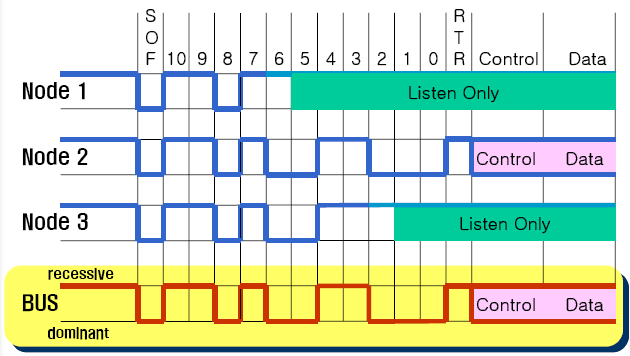 S
O
F 10 9 8 7 6 5 4 3 2 1 0 R
T
R Control Data
Node 1 Listen Only
Node 2 Control Data
Node 3 Listen Only
recessive
BUS Control Data
dominant